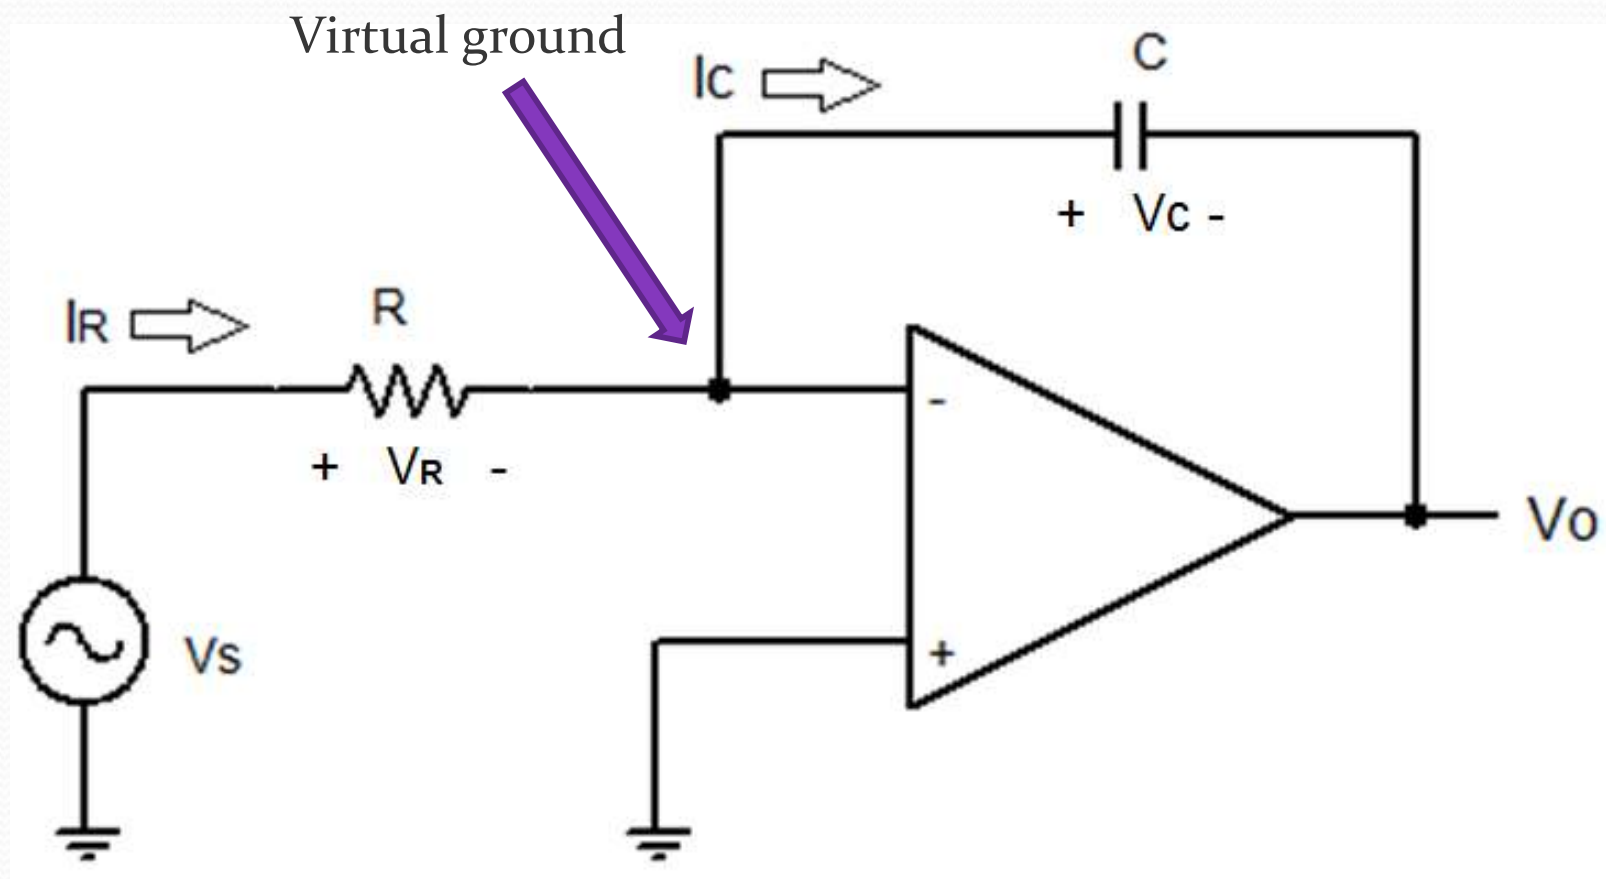 Virtual ground
IC
C
+ Vc -
IR
R
+ VR -
-
+
Vo
Vs